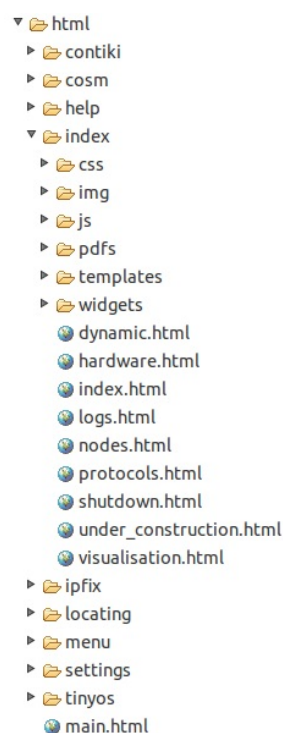 html
contiki
cosm
help
index
css
img
js
pdfs
templates
widgets
dynamic.html
hardware.html
index.html
logs.html
nodes.html
protocols.html
shutdown.html
under_construction.html
visualisation.html
ipfix
locating
menu
settings
tinyos
main.html